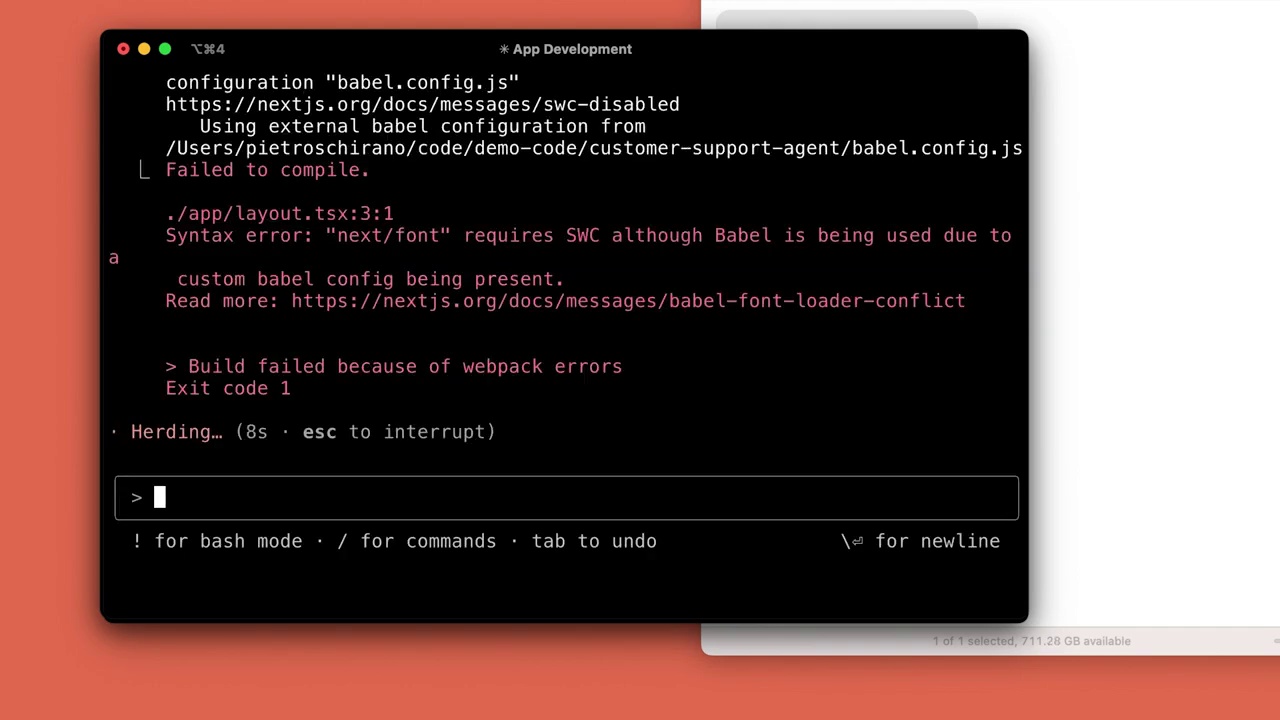 ⌥⌘4
✳ App Development
configuration "babel.config.js"
https://nextjs.org/docs/messages/swc-disabled
Using external babel configuration from
/Users/pietroschirano/code/demo-code/customer-support-agent/babel.config.js
Failed to compile.
./app/layout.tsx:3:1
Syntax error: "next/font" requires SWC although Babel is being used due to
a
custom babel config being present.
Read more: https://nextjs.org/docs/messages/babel-font-loader-conflict
> Build failed because of webpack errors
Exit code 1
· Herding… (8s · esc to interrupt)
>
! for bash mode · / for commands · tab to undo
\⏎ for newline
1 of 1 selected, 711.28 GB available